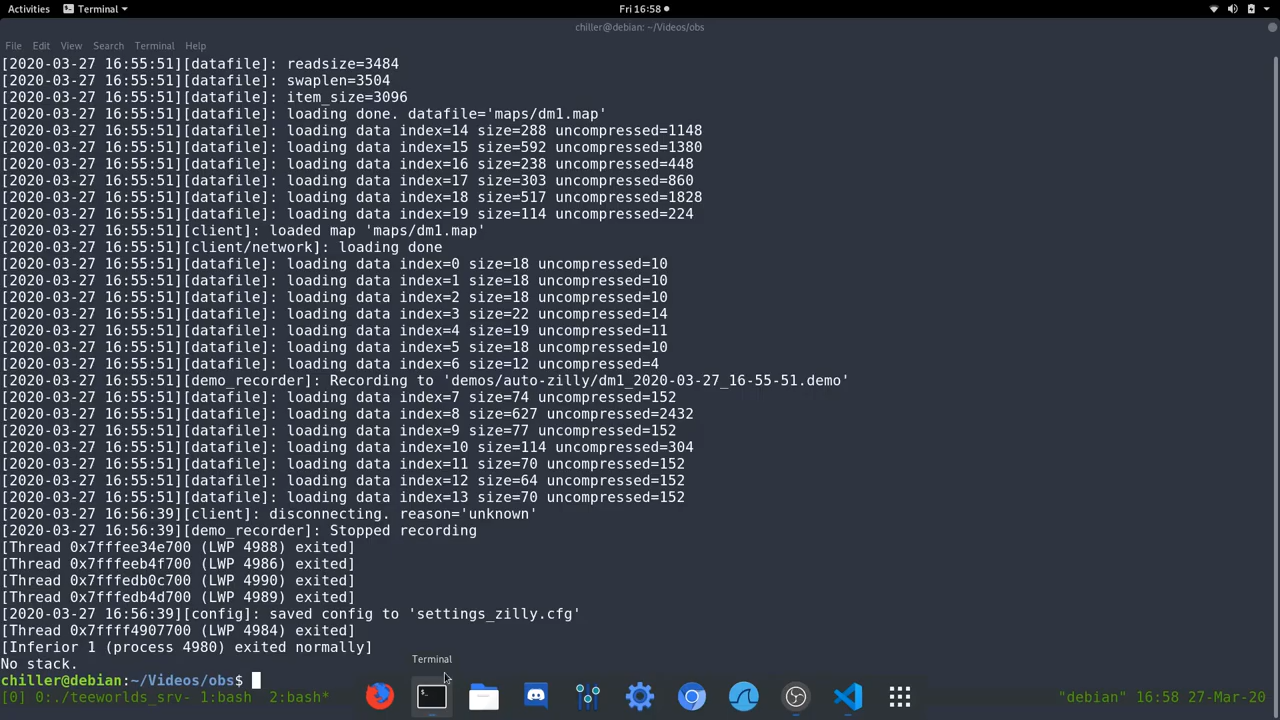 Activities Terminal Fri 16:58
chiller@debian: ~/Videos/obs
File Edit View Search Terminal Help
[2020-03-27 16:55:51][datafile]: readsize=3484
[2020-03-27 16:55:51][datafile]: swaplen=3504
[2020-03-27 16:55:51][datafile]: item_size=3096
[2020-03-27 16:55:51][datafile]: loading done. datafile='maps/dm1.map'
[2020-03-27 16:55:51][datafile]: loading data index=14 size=288 uncompressed=1148
[2020-03-27 16:55:51][datafile]: loading data index=15 size=592 uncompressed=1380
[2020-03-27 16:55:51][datafile]: loading data index=16 size=238 uncompressed=448
[2020-03-27 16:55:51][datafile]: loading data index=17 size=303 uncompressed=860
[2020-03-27 16:55:51][datafile]: loading data index=18 size=517 uncompressed=1828
[2020-03-27 16:55:51][datafile]: loading data index=19 size=114 uncompressed=224
[2020-03-27 16:55:51][client]: loaded map 'maps/dm1.map'
[2020-03-27 16:55:51][client/network]: loading done
[2020-03-27 16:55:51][datafile]: loading data index=0 size=18 uncompressed=10
[2020-03-27 16:55:51][datafile]: loading data index=1 size=18 uncompressed=10
[2020-03-27 16:55:51][datafile]: loading data index=2 size=18 uncompressed=10
[2020-03-27 16:55:51][datafile]: loading data index=3 size=22 uncompressed=14
[2020-03-27 16:55:51][datafile]: loading data index=4 size=19 uncompressed=11
[2020-03-27 16:55:51][datafile]: loading data index=5 size=18 uncompressed=10
[2020-03-27 16:55:51][datafile]: loading data index=6 size=12 uncompressed=4
[2020-03-27 16:55:51][demo_recorder]: Recording to 'demos/auto-zilly/dm1_2020-03-27_16-55-51.demo'
[2020-03-27 16:55:51][datafile]: loading data index=7 size=74 uncompressed=152
[2020-03-27 16:55:51][datafile]: loading data index=8 size=627 uncompressed=2432
[2020-03-27 16:55:51][datafile]: loading data index=9 size=77 uncompressed=152
[2020-03-27 16:55:51][datafile]: loading data index=10 size=114 uncompressed=304
[2020-03-27 16:55:51][datafile]: loading data index=11 size=70 uncompressed=152
[2020-03-27 16:55:51][datafile]: loading data index=12 size=64 uncompressed=152
[2020-03-27 16:55:51][datafile]: loading data index=13 size=70 uncompressed=152
[2020-03-27 16:56:39][client]: disconnecting. reason='unknown'
[2020-03-27 16:56:39][demo_recorder]: Stopped recording
[Thread 0x7fffee34e700 (LWP 4988) exited]
[Thread 0x7fffeeb4f700 (LWP 4986) exited]
[Thread 0x7fffedb0c700 (LWP 4990) exited]
[Thread 0x7fffedb4d700 (LWP 4989) exited]
[2020-03-27 16:56:39][config]: saved config to 'settings_zilly.cfg'
[Thread 0x7ffff4907700 (LWP 4984) exited]
[Inferior 1 (process 4980) exited normally]
No stack.
Terminal
chiller@debian:~/Videos/obs$
[0] 0:./teeworlds_srv- 1:bash 2:bash* "debian" 16:58 27-Mar-20